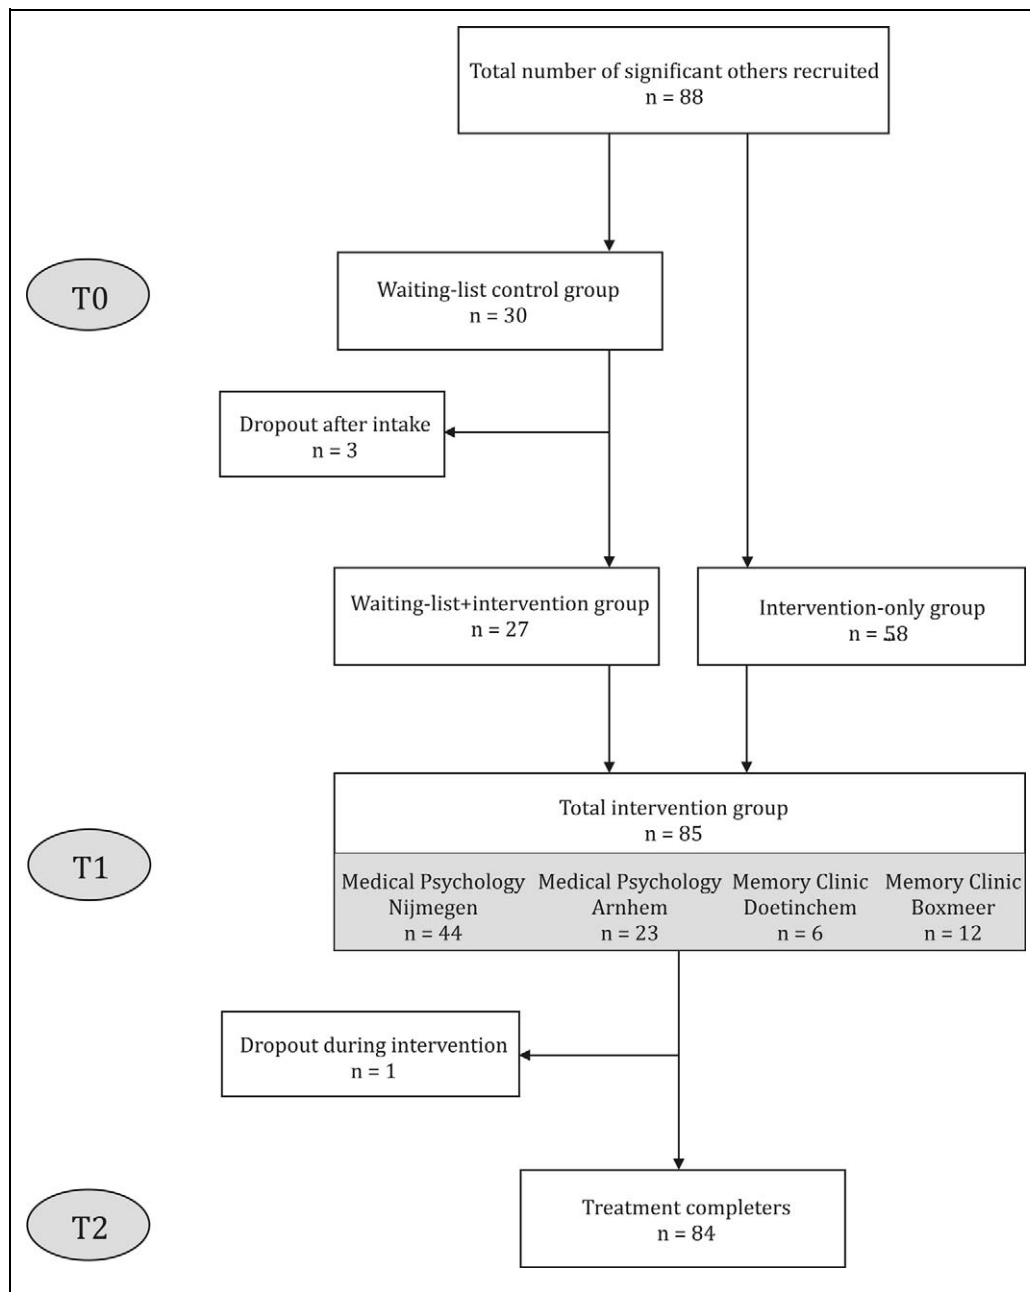 Total number of significant others recruited
n = 88
T0
Waiting-list control group
n = 30
Dropout after intake
n = 3
Waiting-list+intervention group
n = 27
Intervention-only group
n = 58
Total intervention group
n = 85
T1
Medical Psychology
Nijmegen
n = 44
Medical Psychology
Arnhem
n = 23
Memory Clinic
Doetinchem
n = 6
Memory Clinic
Boxmeer
n = 12
Dropout during intervention
n = 1
T2
Treatment completers
n = 84